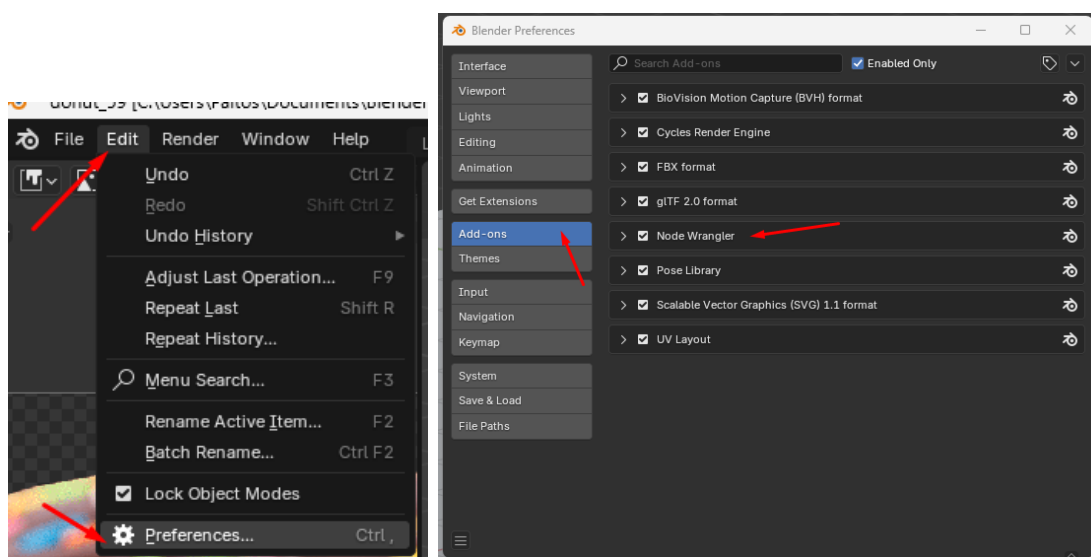 File Edit Render Window Help
Undo Ctrl Z
Redo Shift Ctrl Z
Undo History
Adjust Last Operation... F9
Repeat Last Shift R
Repeat History...
Menu Search... F3
Rename Active Item... F2
Batch Rename... Ctrl F2
Lock Object Modes
Preferences... Ctrl ,
Blender Preferences
Interface
Viewport
Lights
Editing
Animation
Get Extensions
Add-ons
Themes
Input
Navigation
Keymap
System
Save & Load
File Paths
Search Add-ons Enabled Only
BioVision Motion Capture (BVH) format
Cycles Render Engine
FBX format
glTF 2.0 format
Node Wrangler
Pose Library
Scalable Vector Graphics (SVG) 1.1 format
UV Layout